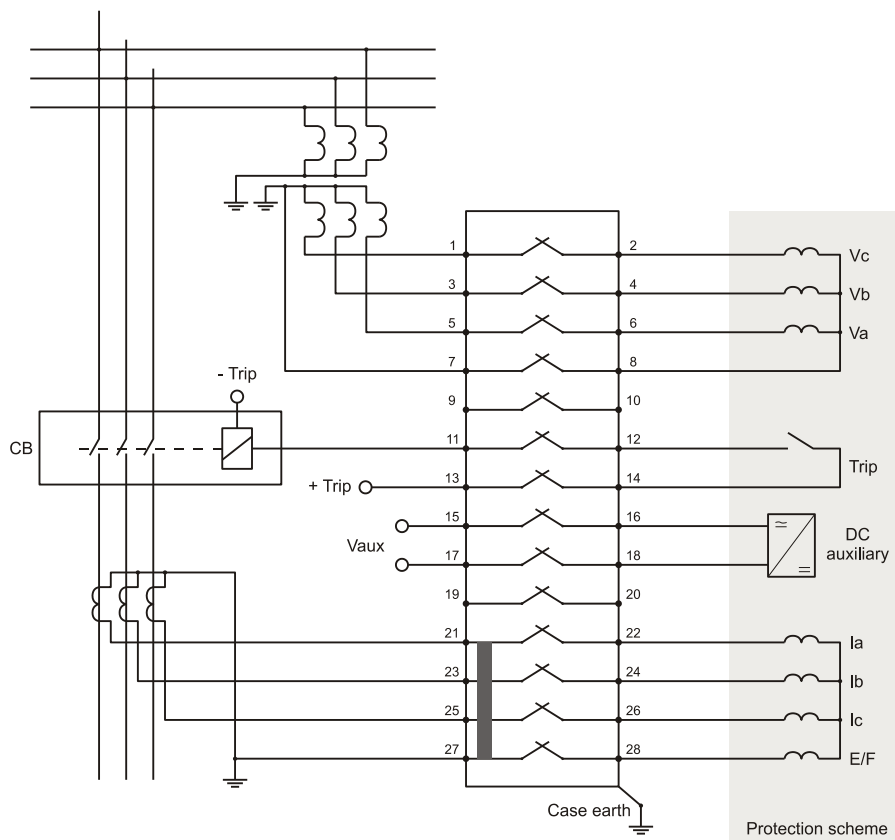 1 2 Vc
3 4 Vb
5 6 Va
7 8
- Trip
9 10
CB 11 12
Trip
+ Trip 13 14
15 16
Vaux
DC
auxiliary
17 18
19 20
21 22 Ia
23 24 Ib
25 26 Ic
27 28 E/F
Case earth
Protection scheme